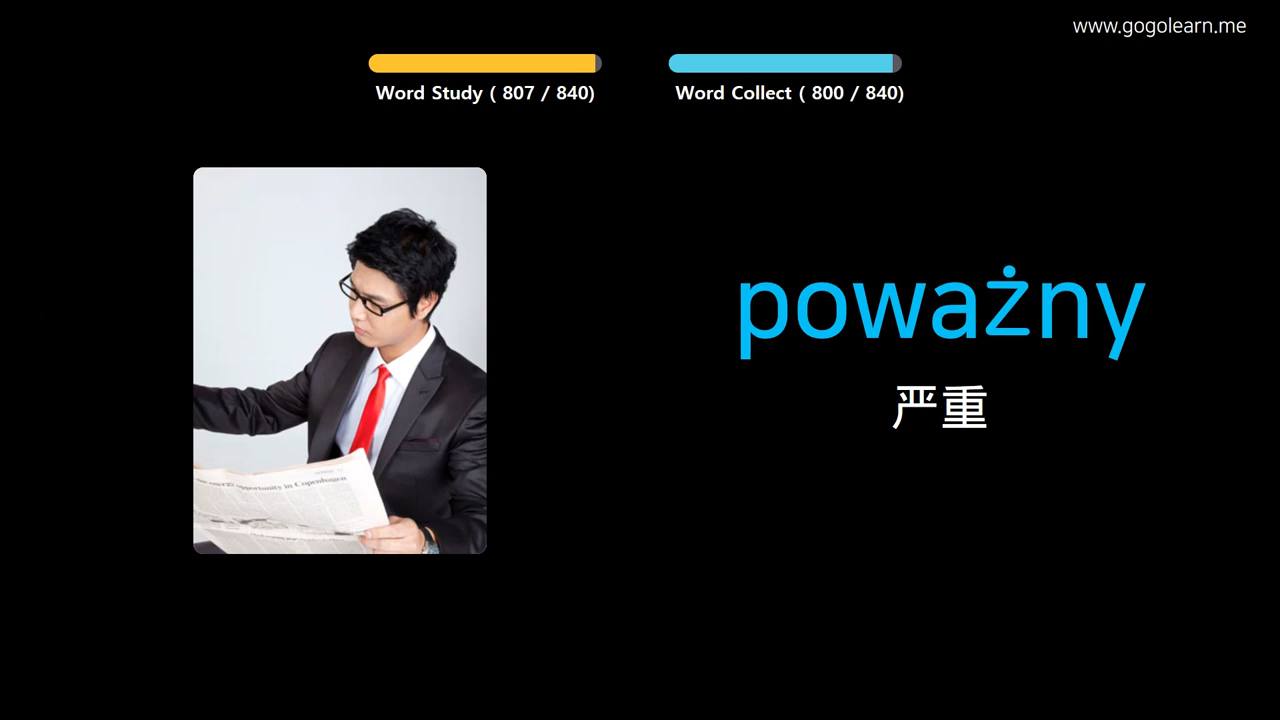 www.gogolearn.me
Word Study ( 807 / 840)
Word Collect ( 800 / 840)
poważny
严重
opportunity in Copenhagen